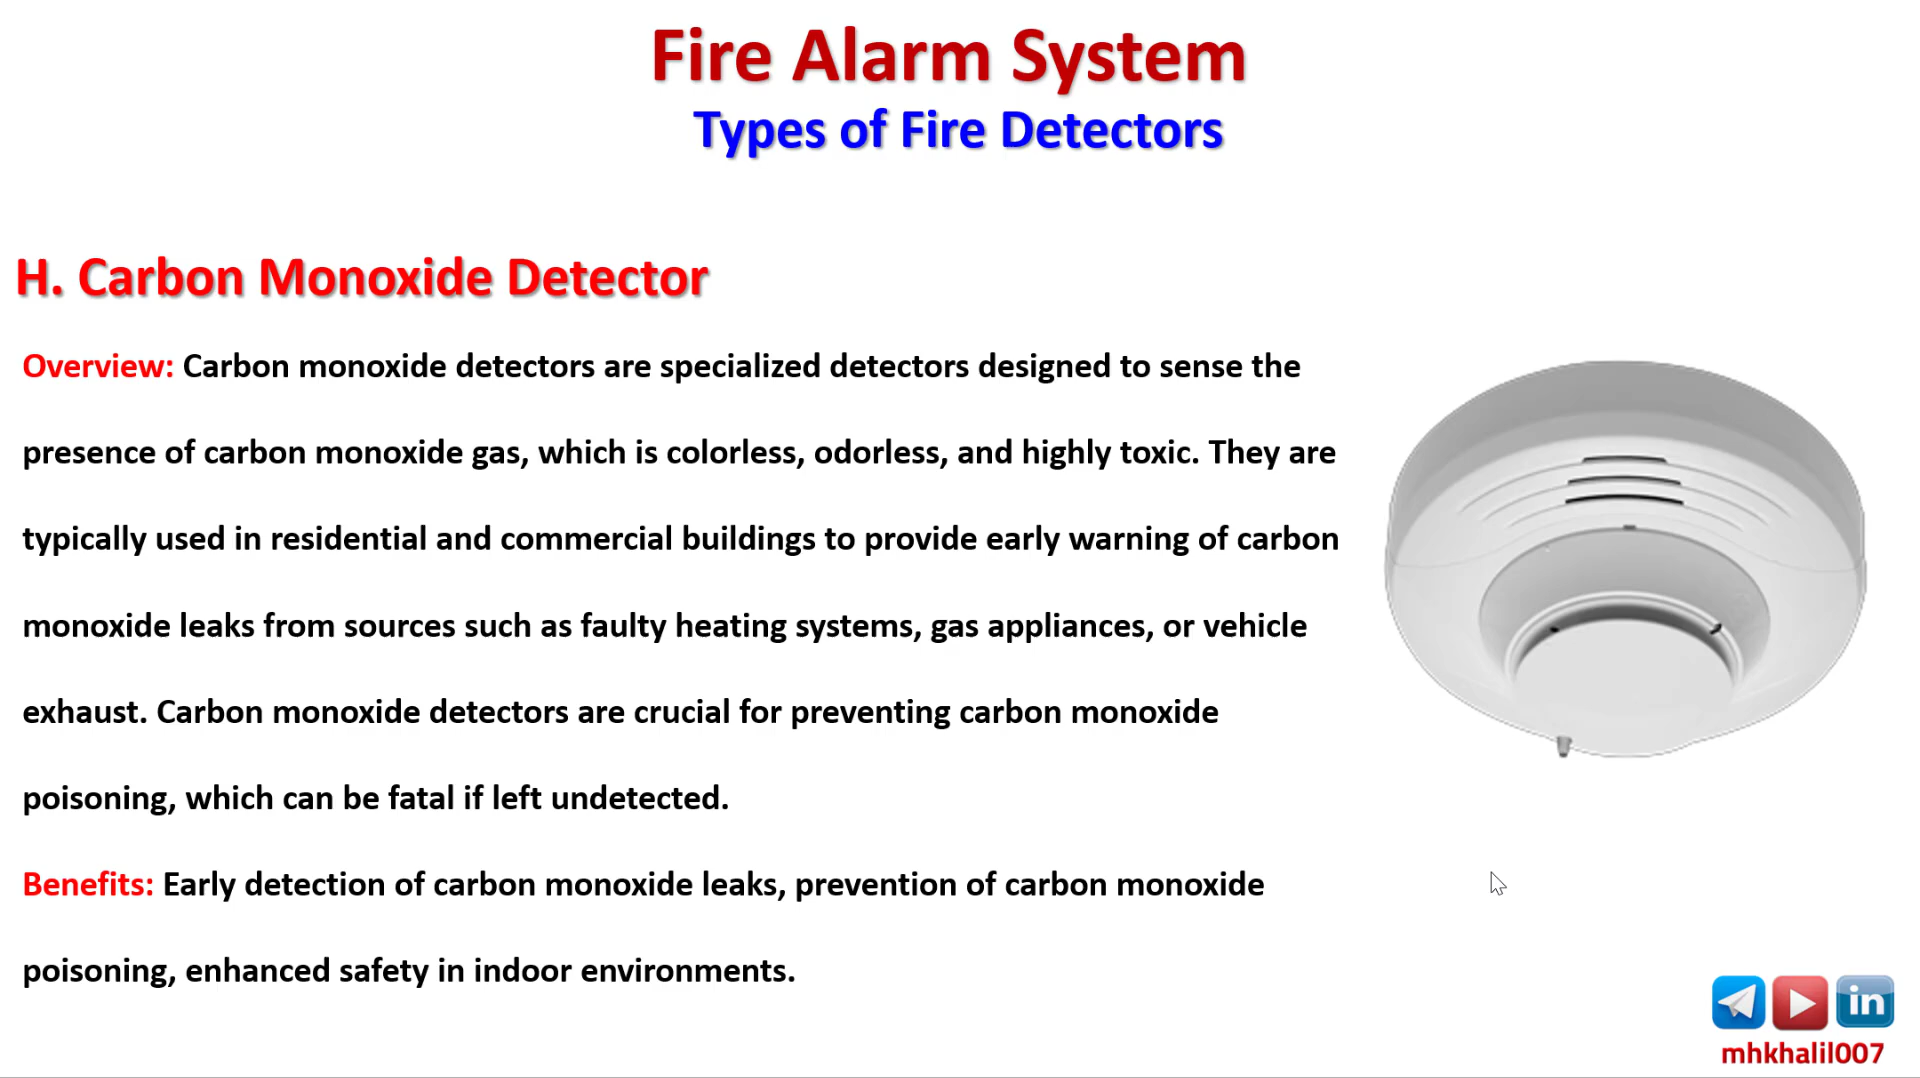 Fire Alarm System
Types of Fire Detectors
H. Carbon Monoxide Detector
Overview: Carbon monoxide detectors are specialized detectors designed to sense the
presence of carbon monoxide gas, which is colorless, odorless, and highly toxic. They are
typically used in residential and commercial buildings to provide early warning of carbon
monoxide leaks from sources such as faulty heating systems, gas appliances, or vehicle
exhaust. Carbon monoxide detectors are crucial for preventing carbon monoxide
poisoning, which can be fatal if left undetected.
Benefits: Early detection of carbon monoxide leaks, prevention of carbon monoxide
poisoning, enhanced safety in indoor environments.
in
mhkhalil007